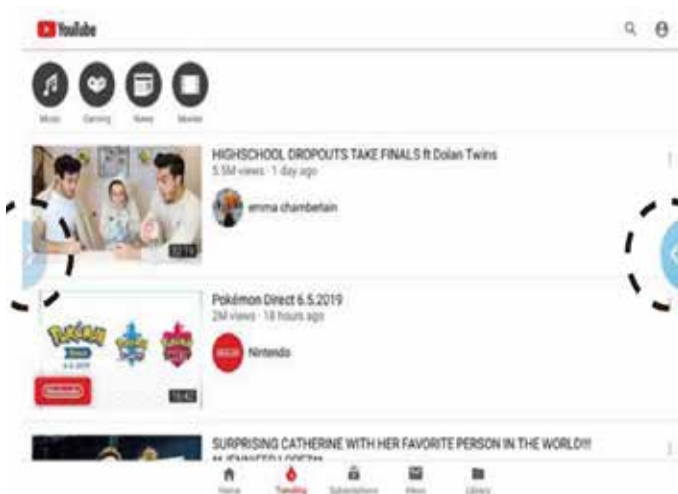 YouTube
Music Gaming News Movies
HIGHSCHOOL DROPOUTS TAKE FINALS ft Dolan Twins
5.5M views · 1 day ago
emma chamberlain
Pokémon Direct 6.5.2019
2M views · 18 hours ago
POKÉMON
Nintendo
Nintendo
SURPRISING CATHERINE WITH HER FAVORITE PERSON IN THE WORLD!!!
Home Trending Subscriptions Inbox Library